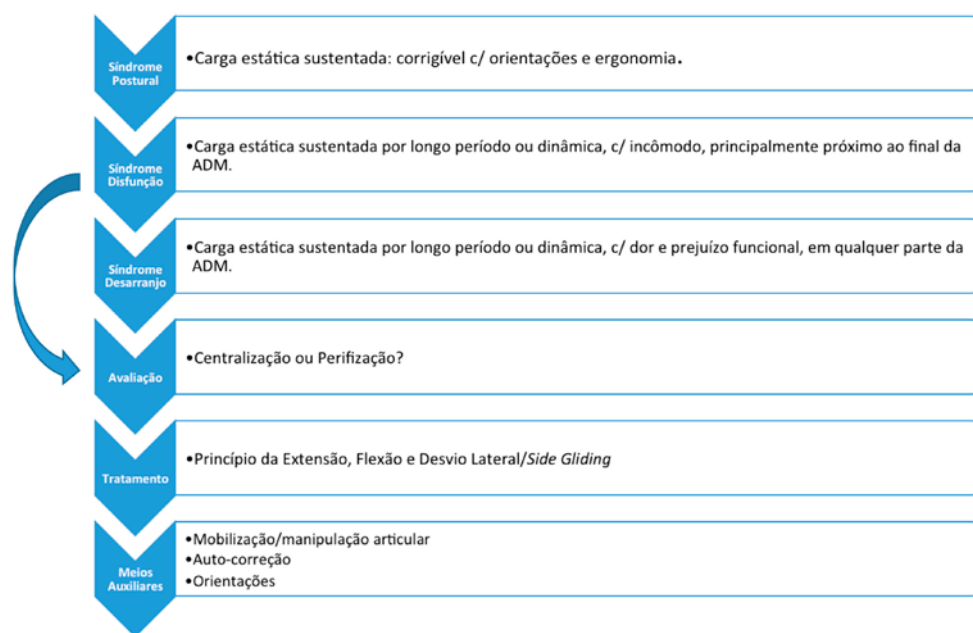 Síndrome
Postural
•Carga estática sustentada: corrigível c/ orientações e ergonomia.
Síndrome
Disfunção
•Carga estática sustentada por longo período ou dinâmica, c/ incômodo, principalmente próximo ao final da
ADM.
Síndrome
Desarranjo
•Carga estática sustentada por longo período ou dinâmica, c/ dor e prejuízo funcional, em qualquer parte da
ADM.
Avaliação
•Centralização ou Perifização?
Tratamento
•Princípio da Extensão, Flexão e Desvio Lateral/Side Gliding
Meios
Auxiliares
•Mobilização/manipulação articular
•Auto-correção
•Orientações